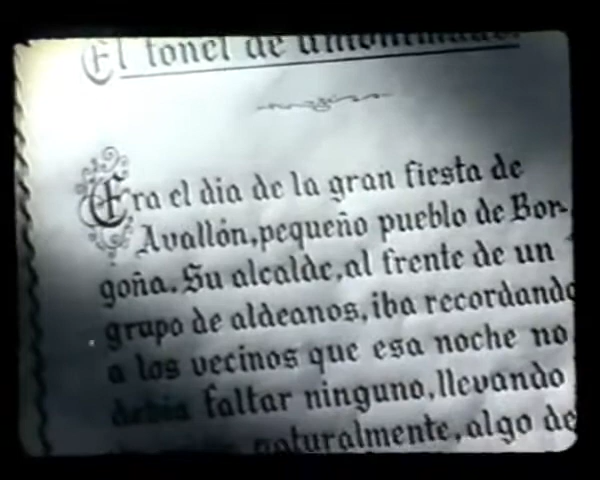 El tonel de amontillado.
Era el dia de la gran fiesta de
Avallón, pequeño pueblo de Bor-
goña. Su alcalde, al frente de un
grupo de aldeanos, iba recordando
a los vecinos que esa noche no
debia faltar ninguno, llevando
naturalmente, algo de